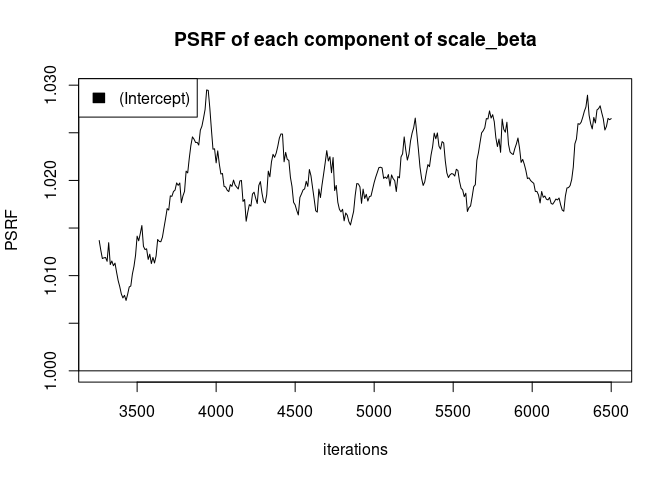 PSRF of each component of scale_beta
(Intercept)
PSRF
1.030
1.020
1.010
1.000
3500 4000 4500 5000 5500 6000 6500
iterations